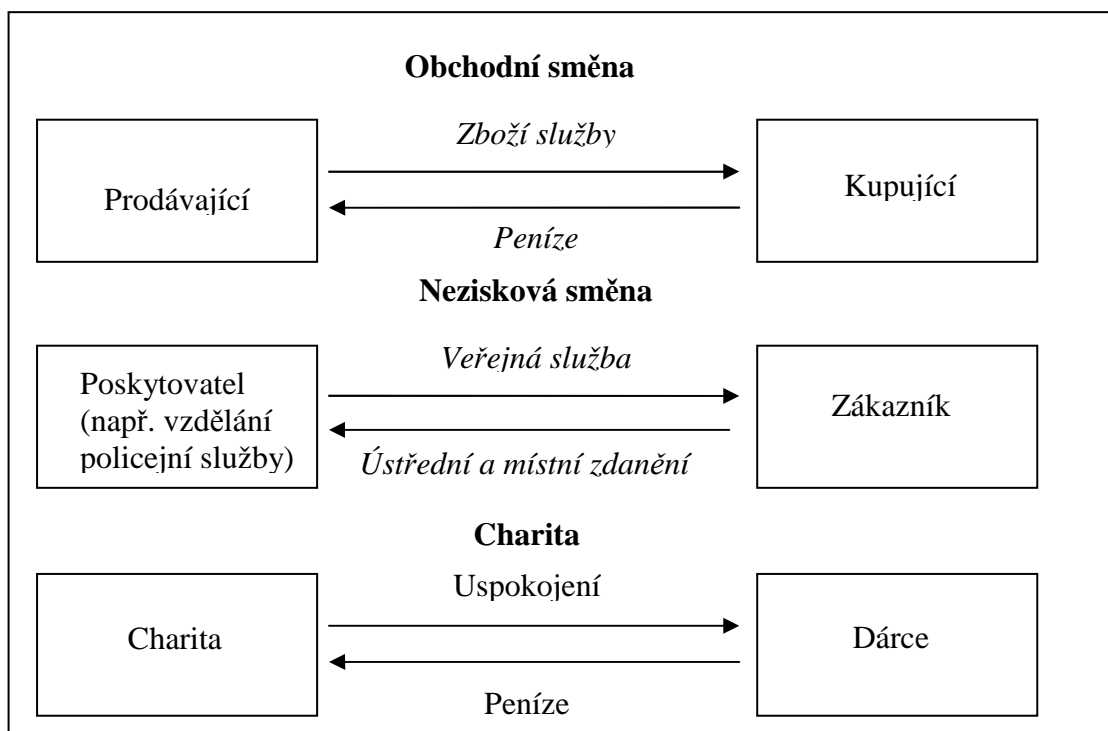 Obchodní směna
Zboží služby
Prodávající
Kupující
Peníze
Nezisková směna
Veřejná služba
Poskytovatel
(např. vzdělání
policejní služby)
Zákazník
Ústřední a místní zdanění
Charita
Uspokojení
Charita
Dárce
Peníze